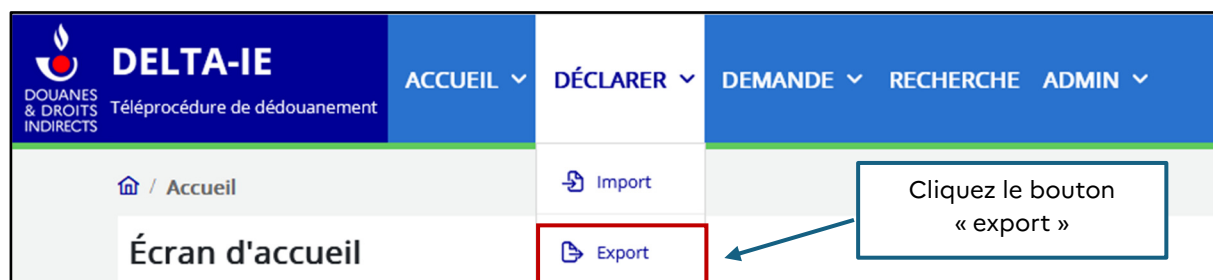 DOUANES
& DROITS
INDIRECTS
DELTA-IE
Téléprocédure de dédouanement
ACCUEIL
DÉCLARER
DEMANDE
RECHERCHE
ADMIN
/ Accueil
Import
Écran d'accueil
Export
Cliquez le bouton
« export »